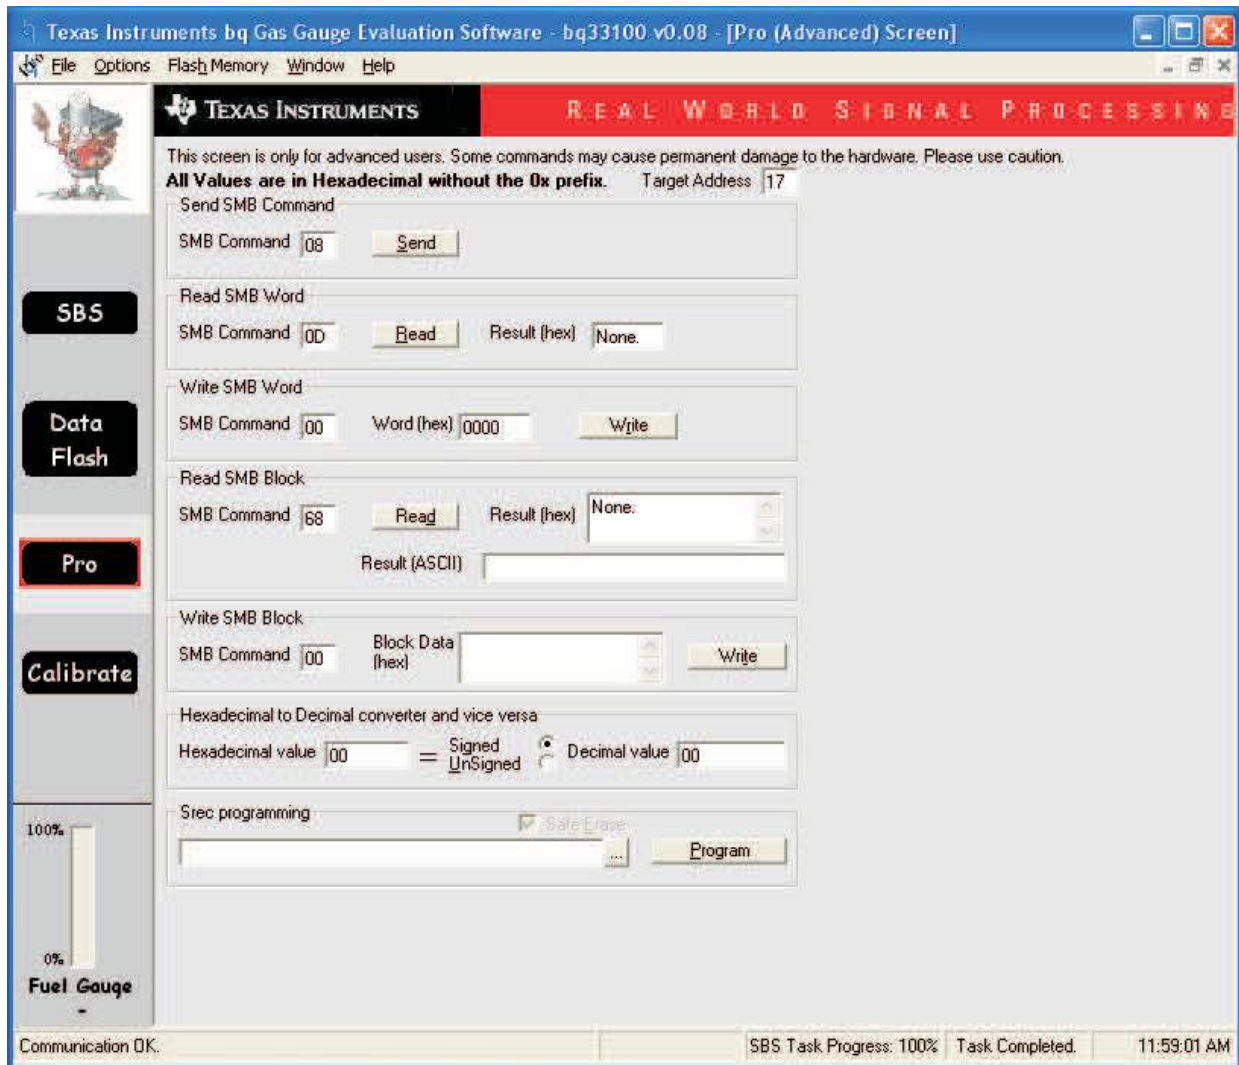 Texas Instruments bq Gas Gauge Evaluation Software - bq33100 v0.08 - [Pro (Advanced) Screen]
File Options Flash Memory Window Help
TEXAS INSTRUMENTS REAL WORLD SIGNAL PROCESSING
This screen is only for advanced users. Some commands may cause permanent damage to the hardware. Please use caution.
All Values are in Hexadecimal without the 0x prefix. Target Address 17
Send SMB Command
SMB Command 08 Send
Read SMB Word
SMB Command 0D Read Result (hex) None.
Write SMB Word
SMB Command 00 Word (hex) 0000 Write
Read SMB Block
SMB Command 68 Read Result (hex) None.
Result (ASCII)
Write SMB Block
SMB Command 00 Block Data (hex) Write
Hexadecimal to Decimal converter and vice versa
Hexadecimal value 00 = Signed UnSigned Decimal value 00
Srec programming Safe Erase
... Program
SBS
Data
Flash
Pro
Calibrate
100%
0%
Fuel Gauge
-
Communication OK. SBS Task Progress: 100% Task Completed. 11:59:01 AM